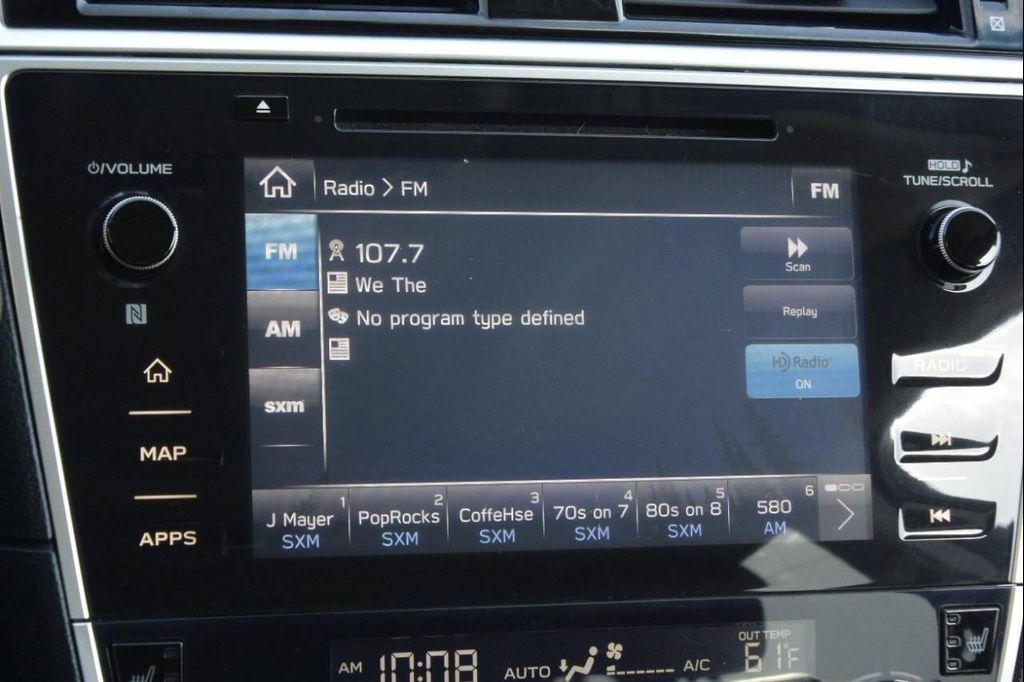 ⏻/VOLUME
HOLD ♪
TUNE/SCROLL
Radio > FM
FM
FM
107.7
Scan
We The
Replay
AM
No program type defined
HD Radio
ON
RADIO
sxm
MAP
APPS
1 2 3 4 5 6
J Mayer PopRocks CoffeHse 70s on 7 80s on 8 580
SXM SXM SXM SXM SXM AM
OUT TEMP
AM 10:08 AUTO A/C 61°F